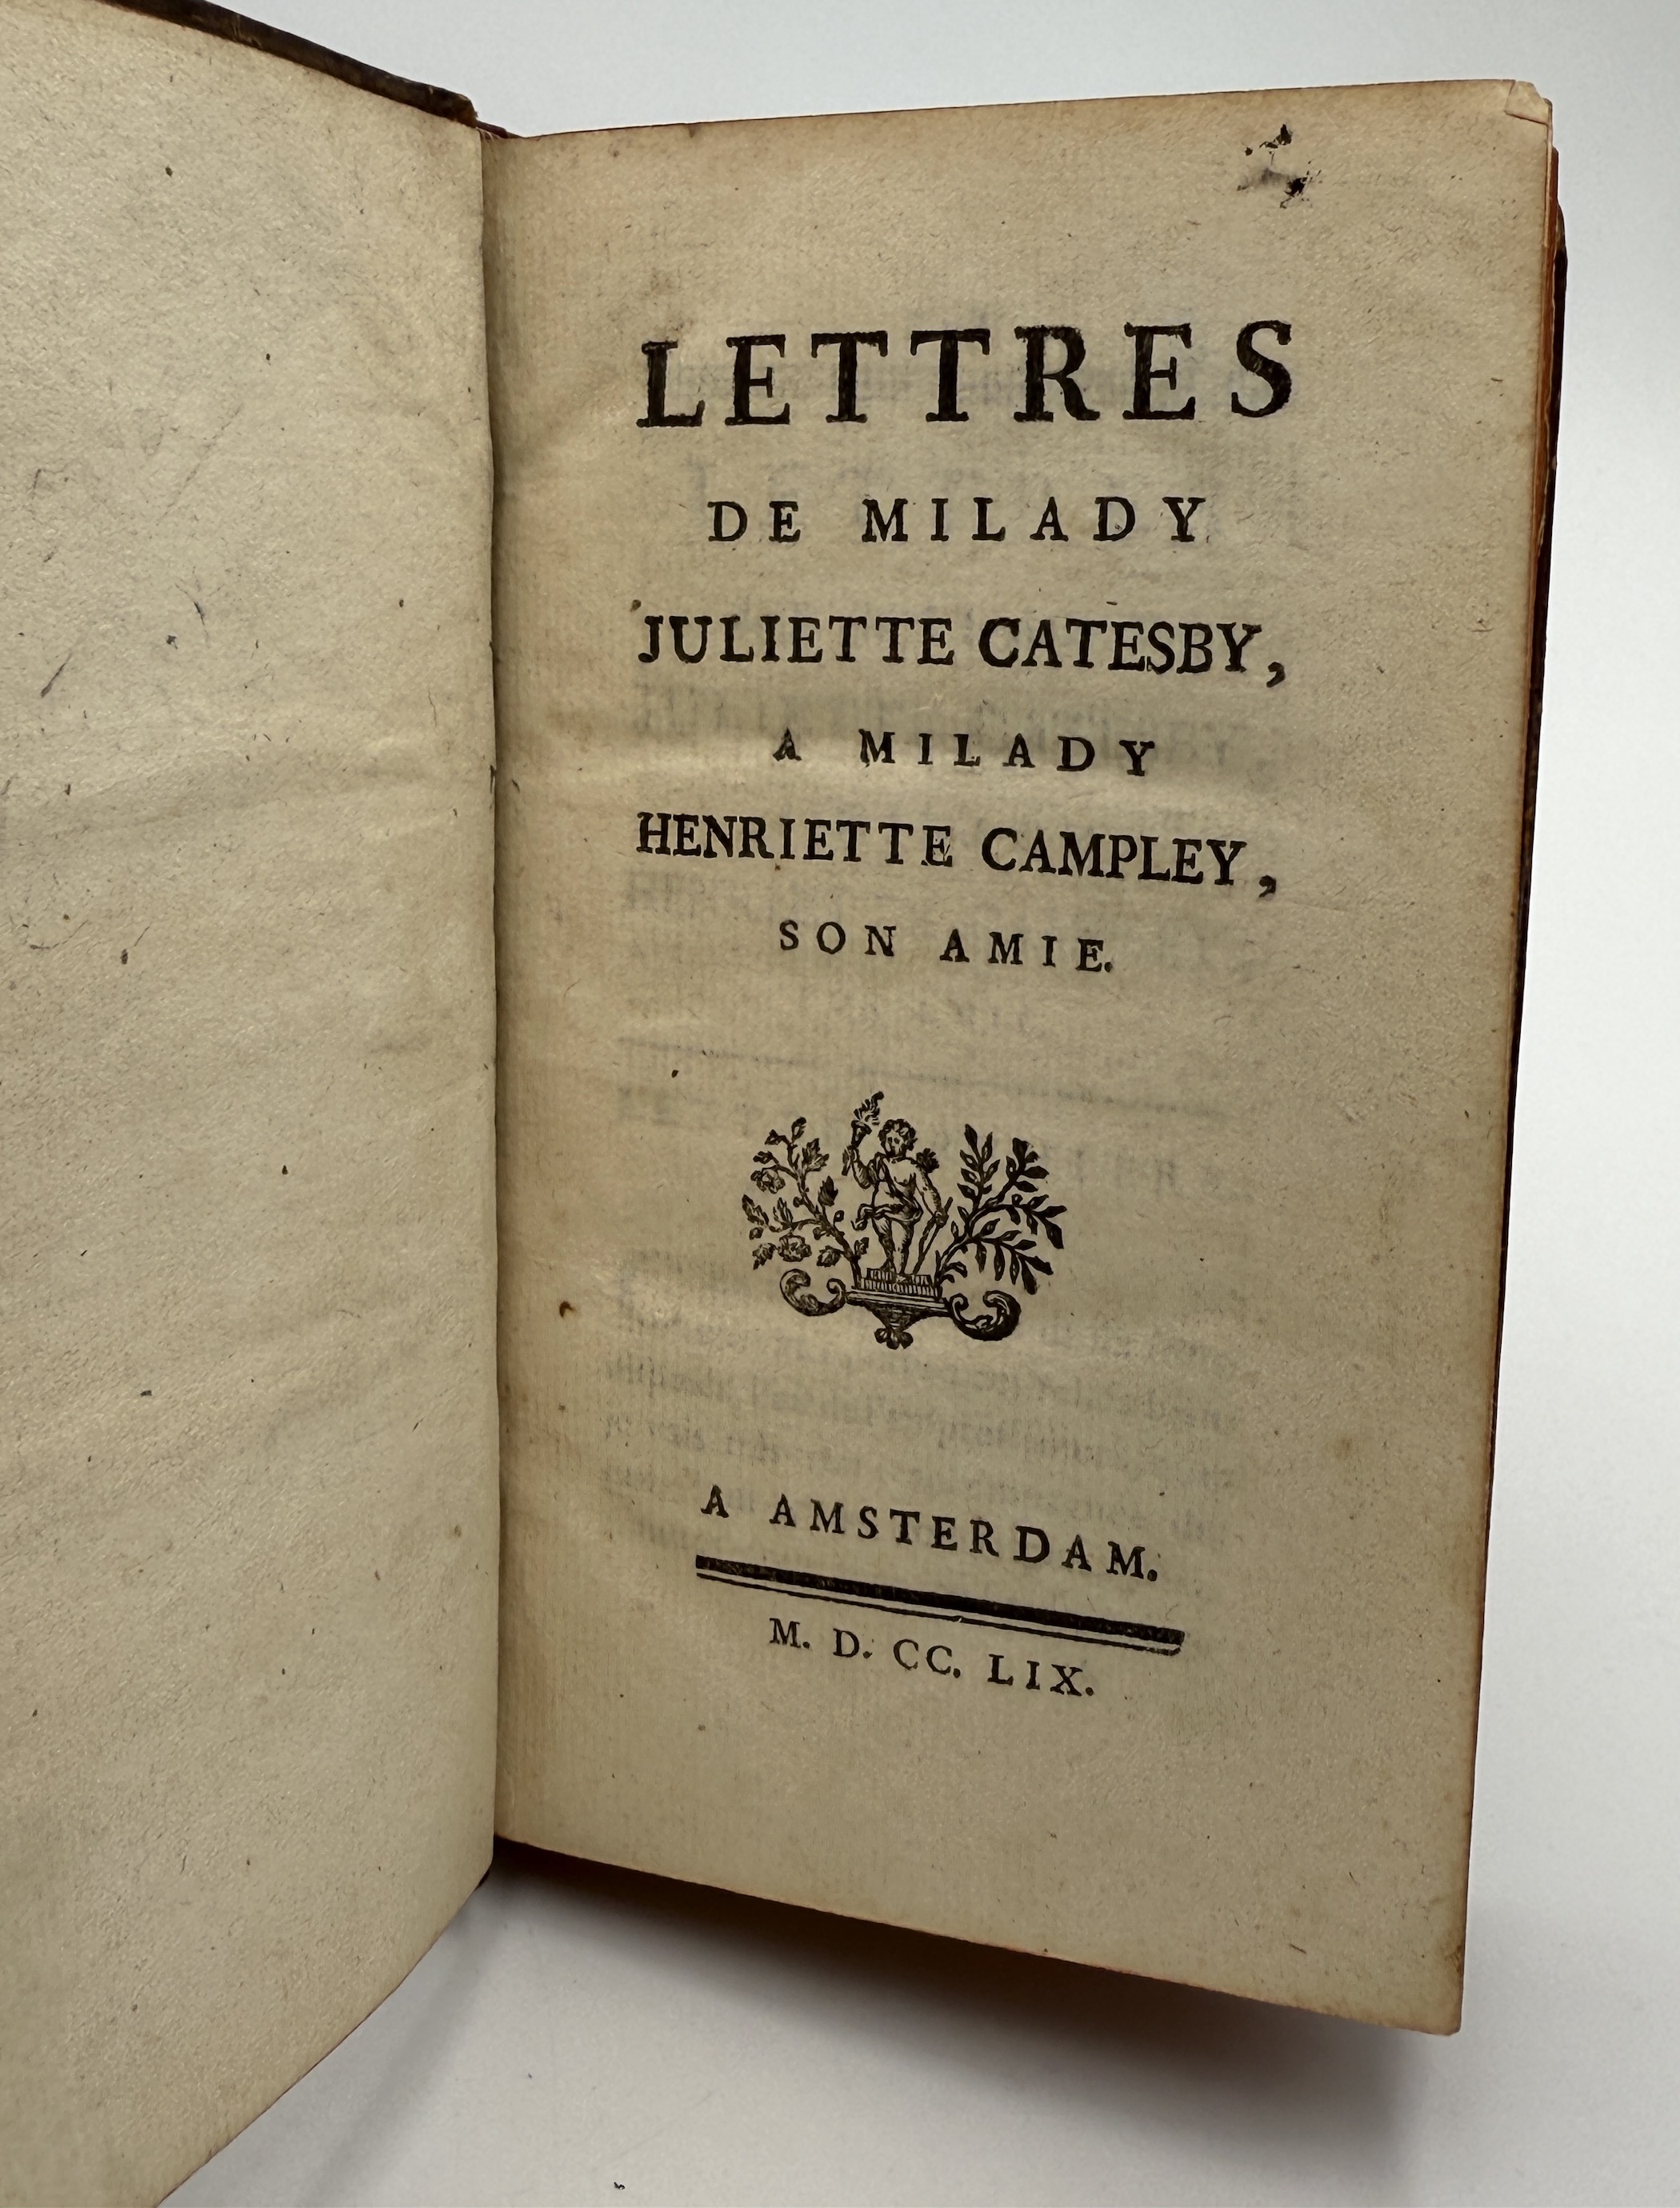 LETTRES
DE MILADY
JULIETTE CATESBY,
A MILADY
HENRIETTE CAMPLEY,
SON AMIE.
A AMSTERDAM.
M. D. CC. LIX.